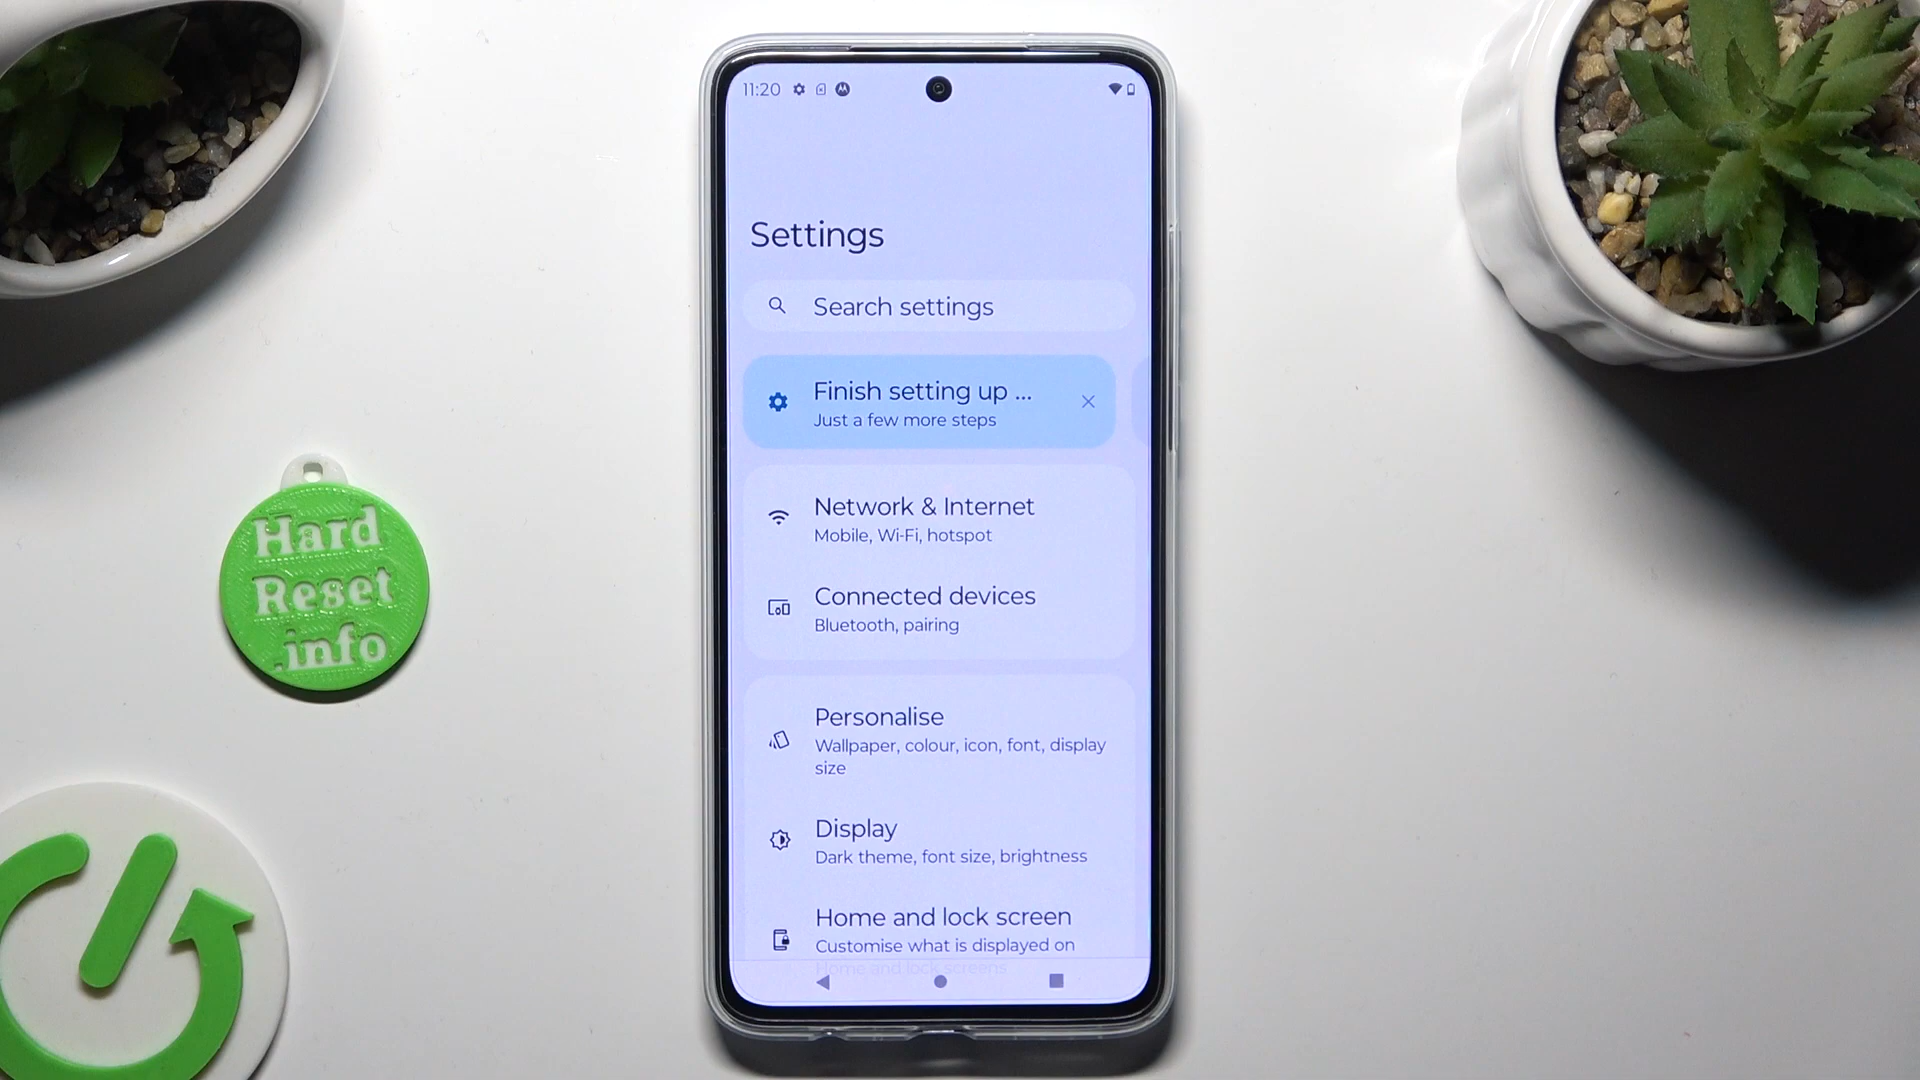 11:20
Settings
Search settings
Finish setting up ...
Just a few more steps
Network & Internet
Mobile, Wi-Fi, hotspot
Connected devices
Bluetooth, pairing
Personalise
Wallpaper, colour, icon, font, display
size
Display
Dark theme, font size, brightness
Home and lock screen
Customise what is displayed on
Home and lock screens
Hard
Reset
.info